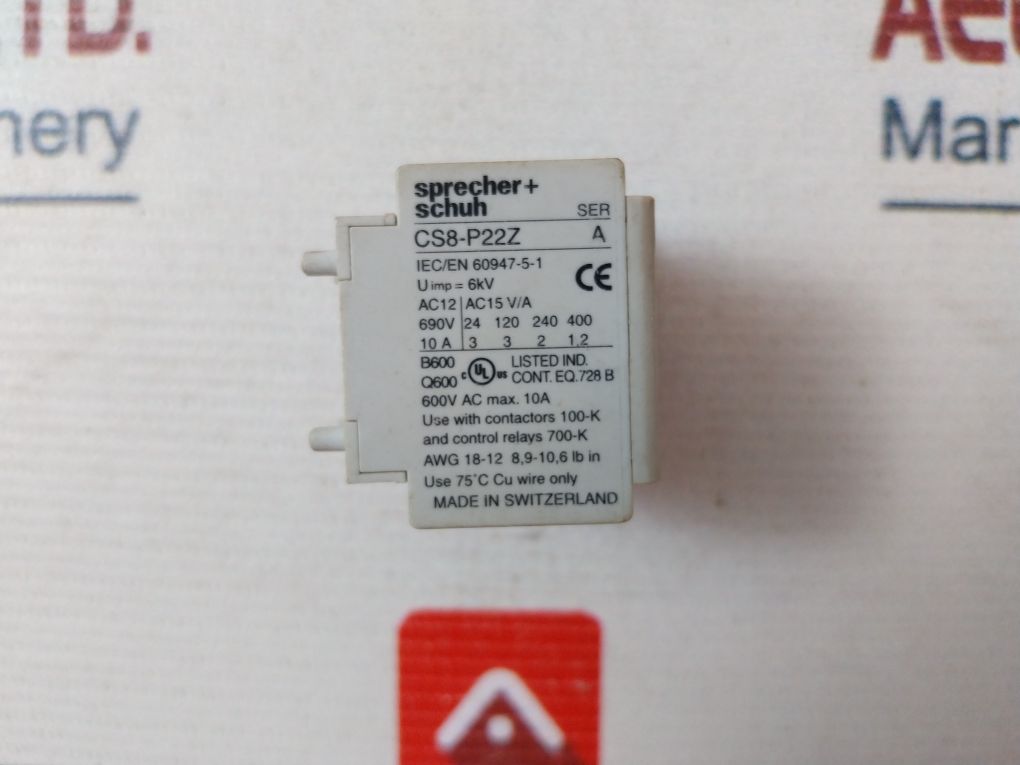 TD.
nery
Mar
sprecher+
schuh
SER
CS8-P22Z A
IEC/EN 60947-5-1
U imp = 6kV
CE
AC12 AC15 V/A
690V 24 120 240 400
10 A 3 3 2 1,2
B600 LISTED IND.
Q600 c UL us CONT. EQ.728 B
600V AC max. 10A
Use with contactors 100-K
and control relays 700-K
AWG 18-12 8,9-10,6 lb in
Use 75°C Cu wire only
MADE IN SWITZERLAND